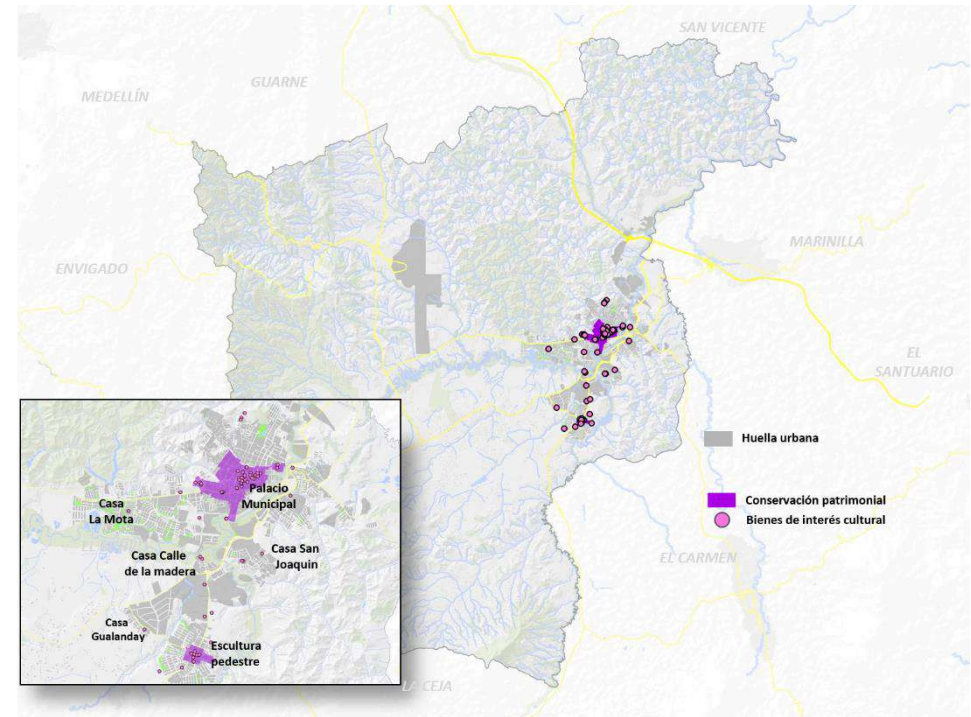 SAN VICENTE
GUARNE
MEDELLÍN
MARINILLA
ENVIGADO
EL
SANTUARIO
Huella urbana
Conservación patrimonial
Bienes de interés cultural
EL CARMEN
LA CEJA
Palacio
Municipal
Casa
La Mota
Casa San
Joaquin
Casa Calle
de la madera
Casa
Gualanday
Escultura
pedestre